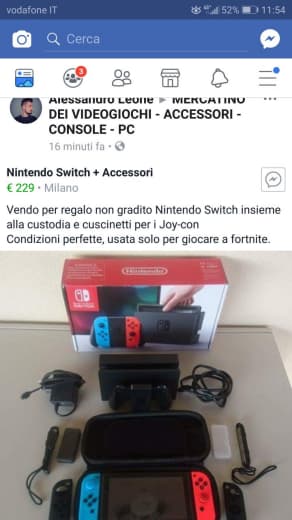 vodafone IT 52% 11:54
Cerca
3
Alessandro Leone ▸ MERCATINO
DEI VIDEOGIOCHI - ACCESSORI -
CONSOLE - PC
16 minuti fa •
Nintendo Switch + Accessori
€ 229 • Milano
Vendo per regalo non gradito Nintendo Switch insieme
alla custodia e cuscinetti per i Joy-con
Condizioni perfette, usata solo per giocare a fortnite.
Nintendo